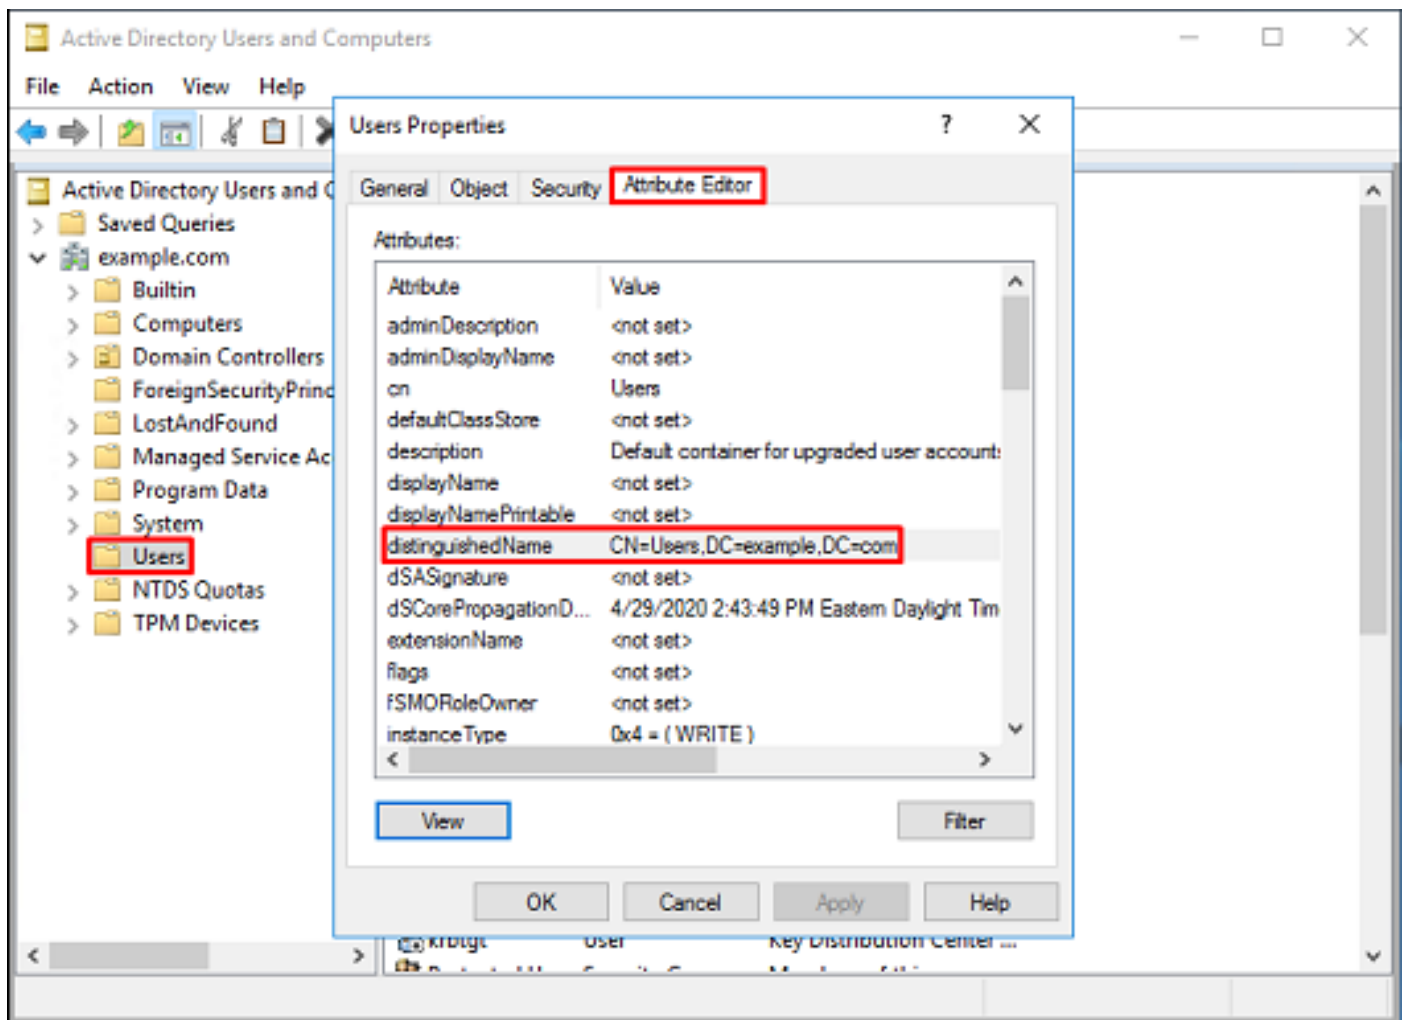 Active Directory Users and Computers
File Action View Help
Users Properties
?
General Object Security Attribute Editor
Active Directory Users and C
Saved Queries
example.com
Builtin
Computers
Domain Controllers
ForeignSecurityPrinc
LostAndFound
Managed Service Ac
Program Data
System
Users
NTDS Quotas
TPM Devices
Attributes:
Attribute Value
adminDescription <not set>
adminDisplayName <not set>
cn Users
defaultClassStore <not set>
description Default container for upgraded user accounts
displayName <not set>
displayNamePrintable <not set>
distinguishedName CN=Users,DC=example,DC=com
dSASignature <not set>
dSCorePropagationD... 4/29/2020 2:43:49 PM Eastern Daylight Tim
extensionName <not set>
flags <not set>
fSMORoleOwner <not set>
instanceType 0x4 = ( WRITE )
View Filter
OK Cancel Apply Help
krbtgt User Key Distribution Center ...